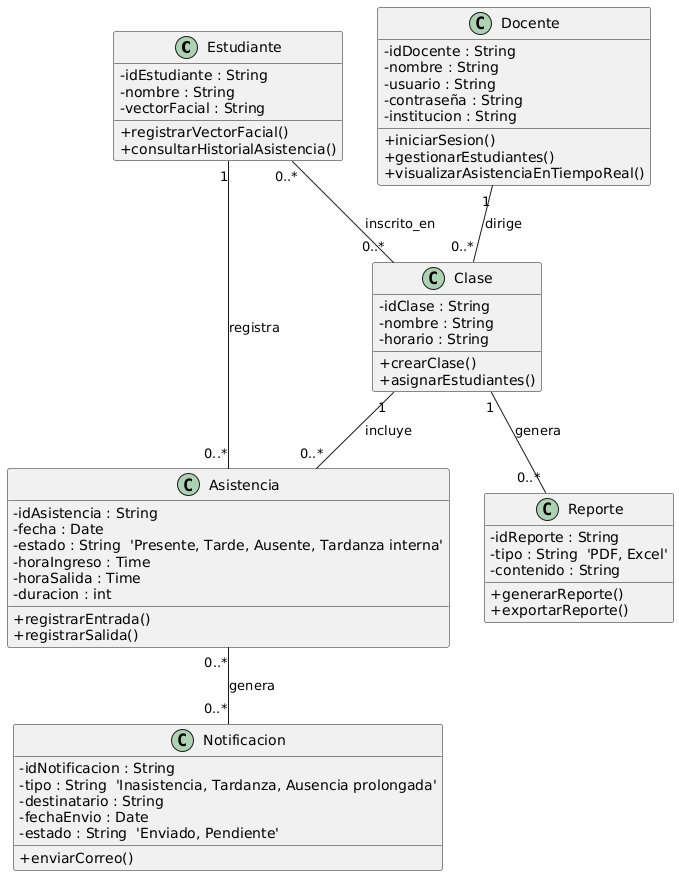 C Estudiante
-idEstudiante : String
-nombre : String
-vectorFacial : String
+registrarVectorFacial()
+consultarHistorialAsistencia()
C Docente
-idDocente : String
-nombre : String
-usuario : String
-contraseña : String
-institucion : String
+iniciarSesion()
+gestionarEstudiantes()
+visualizarAsistenciaEnTiempoReal()
1
0..*
inscrito_en
0..*
1
dirige
0..*
C Clase
-idClase : String
-nombre : String
-horario : String
+crearClase()
+asignarEstudiantes()
registra
0..*
1
incluye
0..*
1
genera
0..*
C Asistencia
-idAsistencia : String
-fecha : Date
-estado : String  'Presente, Tarde, Ausente, Tardanza interna'
-horaIngreso : Time
-horaSalida : Time
-duracion : int
+registrarEntrada()
+registrarSalida()
C Reporte
-idReporte : String
-tipo : String  'PDF, Excel'
-contenido : String
+generarReporte()
+exportarReporte()
0..*
genera
0..*
C Notificacion
-idNotificacion : String
-tipo : String  'Inasistencia, Tardanza, Ausencia prolongada'
-destinatario : String
-fechaEnvio : Date
-estado : String  'Enviado, Pendiente'
+enviarCorreo()